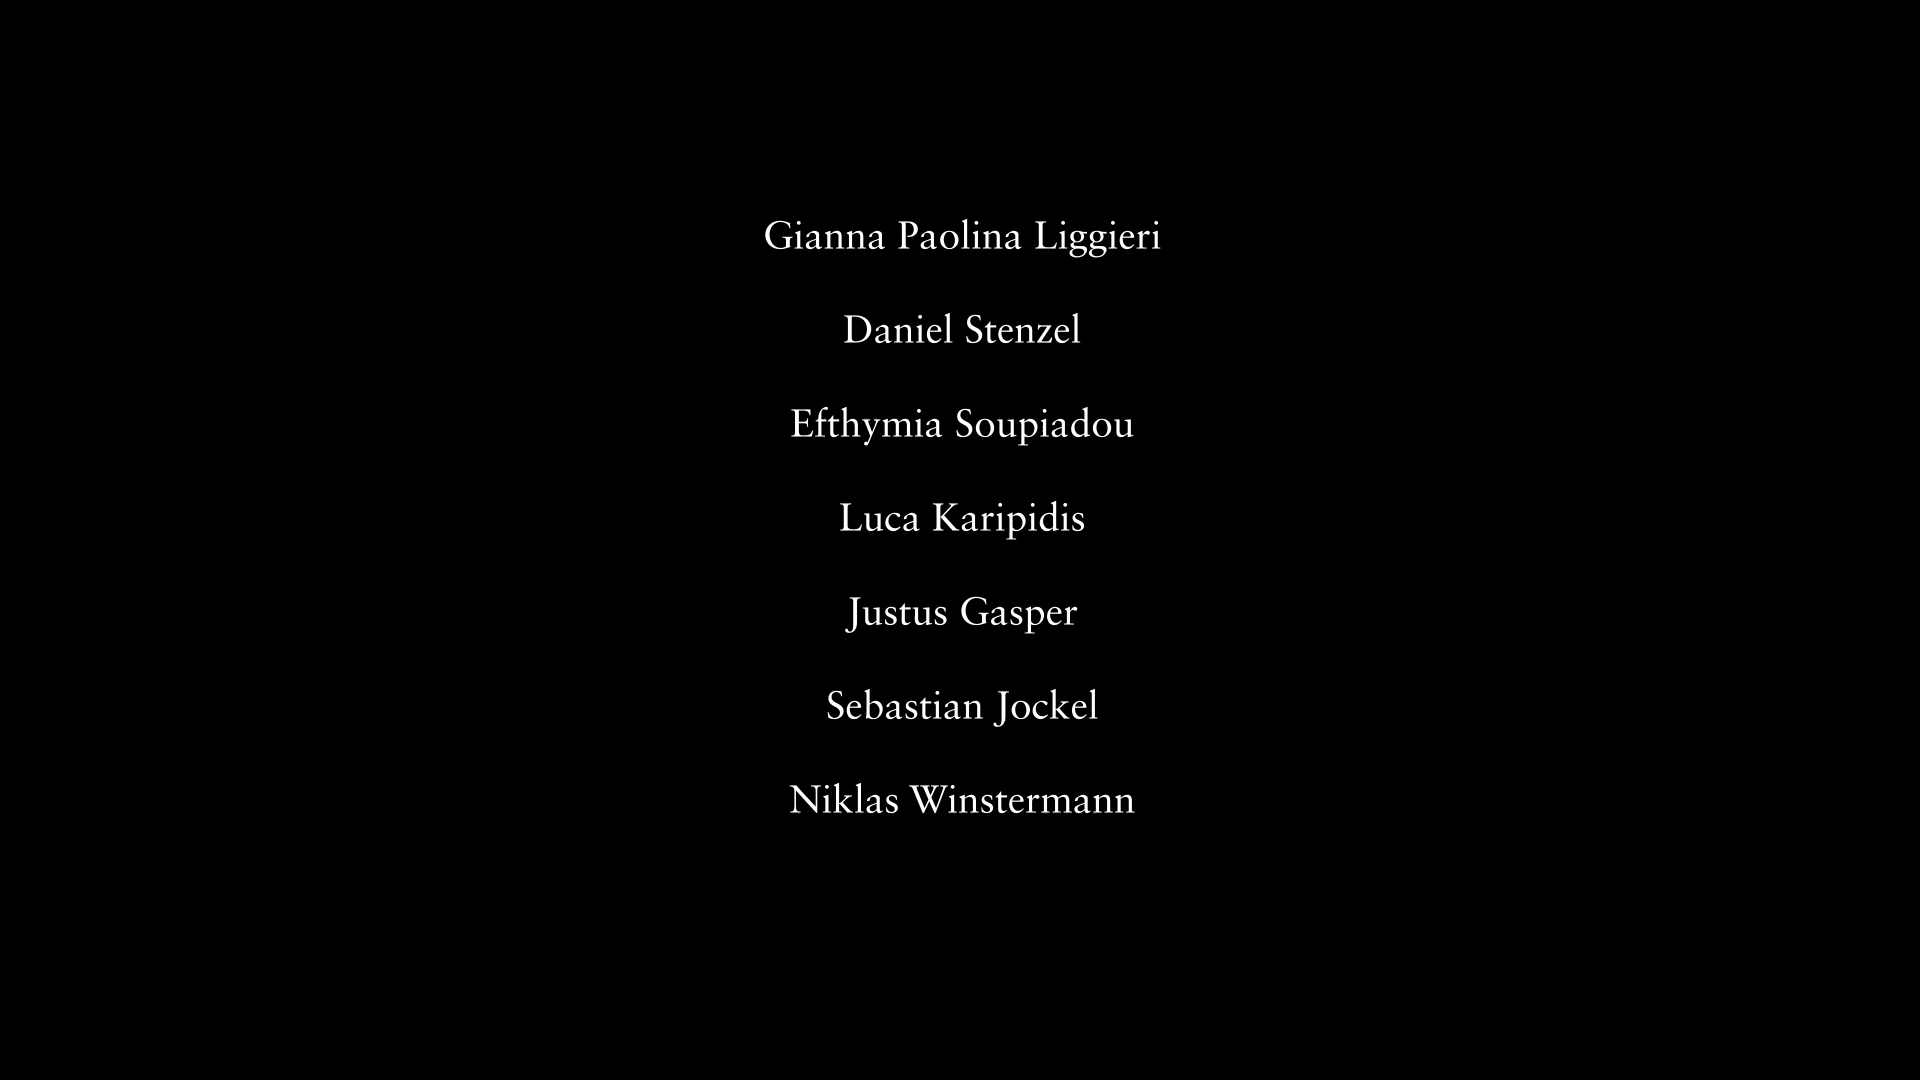 Gianna Paolina Liggieri
Daniel Stenzel
Efthymia Soupiadou
Luca Karipidis
Justus Gasper
Sebastian Jockel
Niklas Winstermann